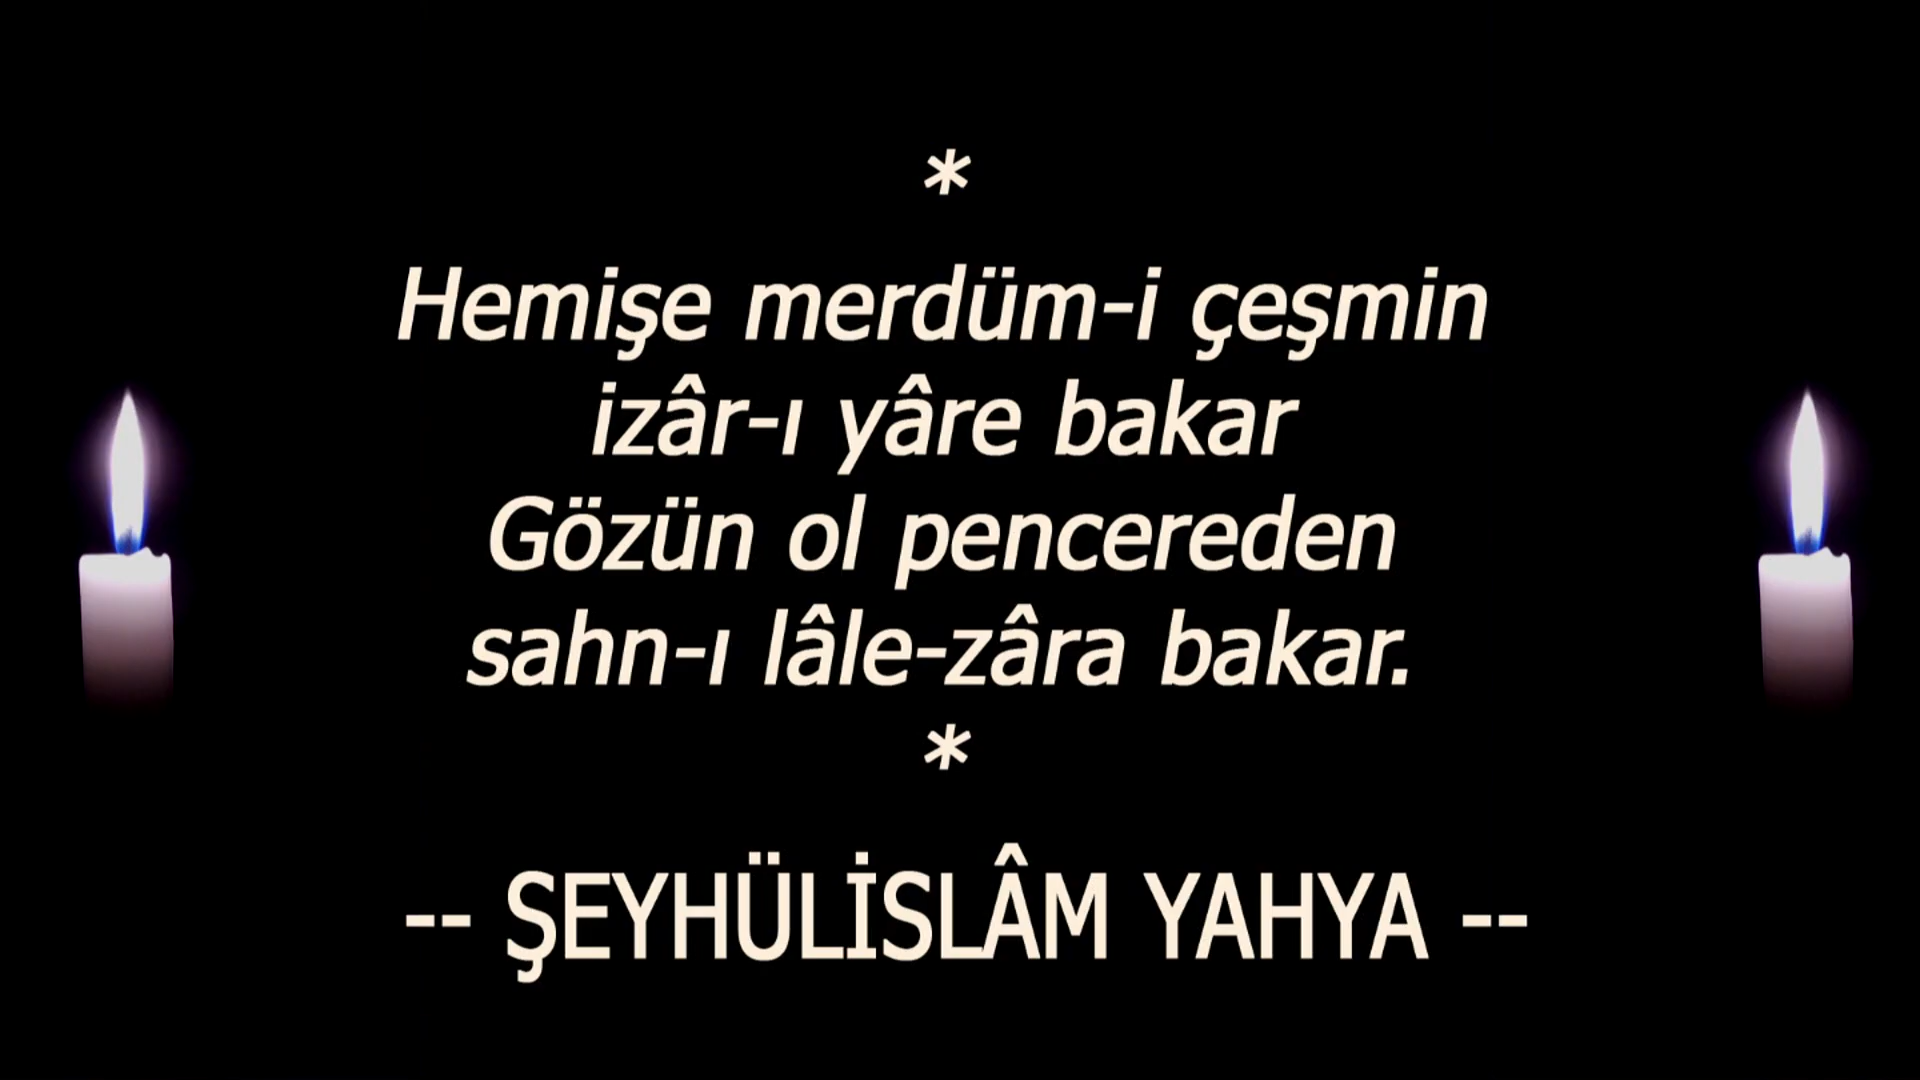 *
Hemişe merdüm-i çeşmin
izâr-ı yâre bakar
Gözün ol pencereden
sahn-ı lâle-zâra bakar.
*
-- ŞEYHÜLİSLÂM YAHYA --